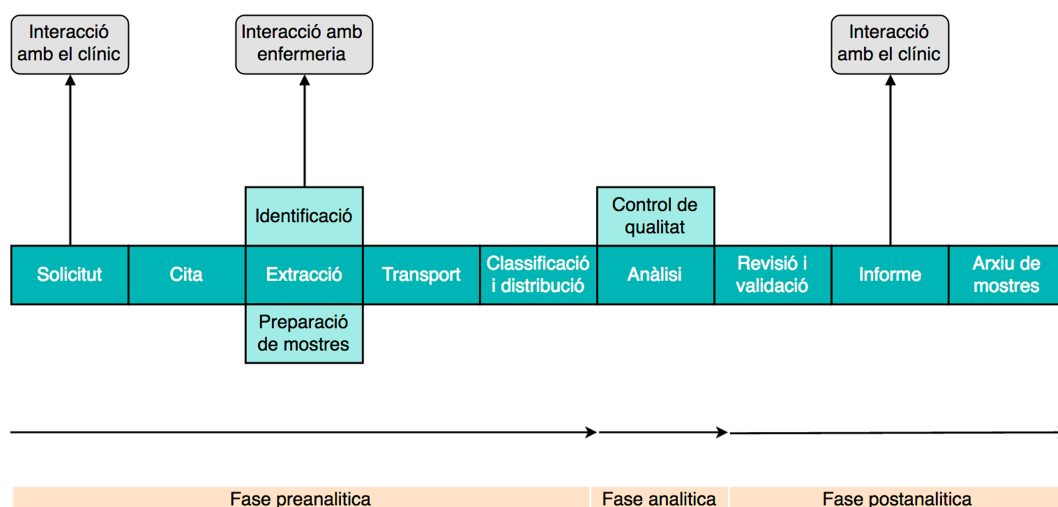 Interacció
amb el clínic
Interacció amb
enfermeria
Interacció
amb el clínic
Identificació
Control de
qualitat
Solicitut
Cita
Extracció
Transport
Classificació
i distribució
Anàlisi
Revisió i
validació
Informe
Arxiu de
mostres
Preparació
de mostres
Fase preanalitica
Fase analitica
Fase postanalitica